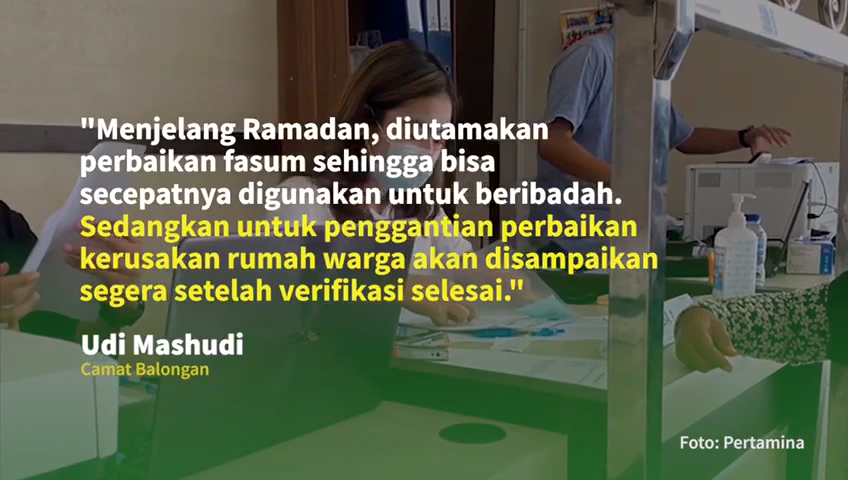 "Menjelang Ramadan, diutamakan
perbaikan fasum sehingga bisa
secepatnya digunakan untuk beribadah.
Sedangkan untuk penggantian perbaikan
kerusakan rumah warga akan disampaikan
segera setelah verifikasi selesai."
Udi Mashudi
Camat Balongan
Foto: Pertamina